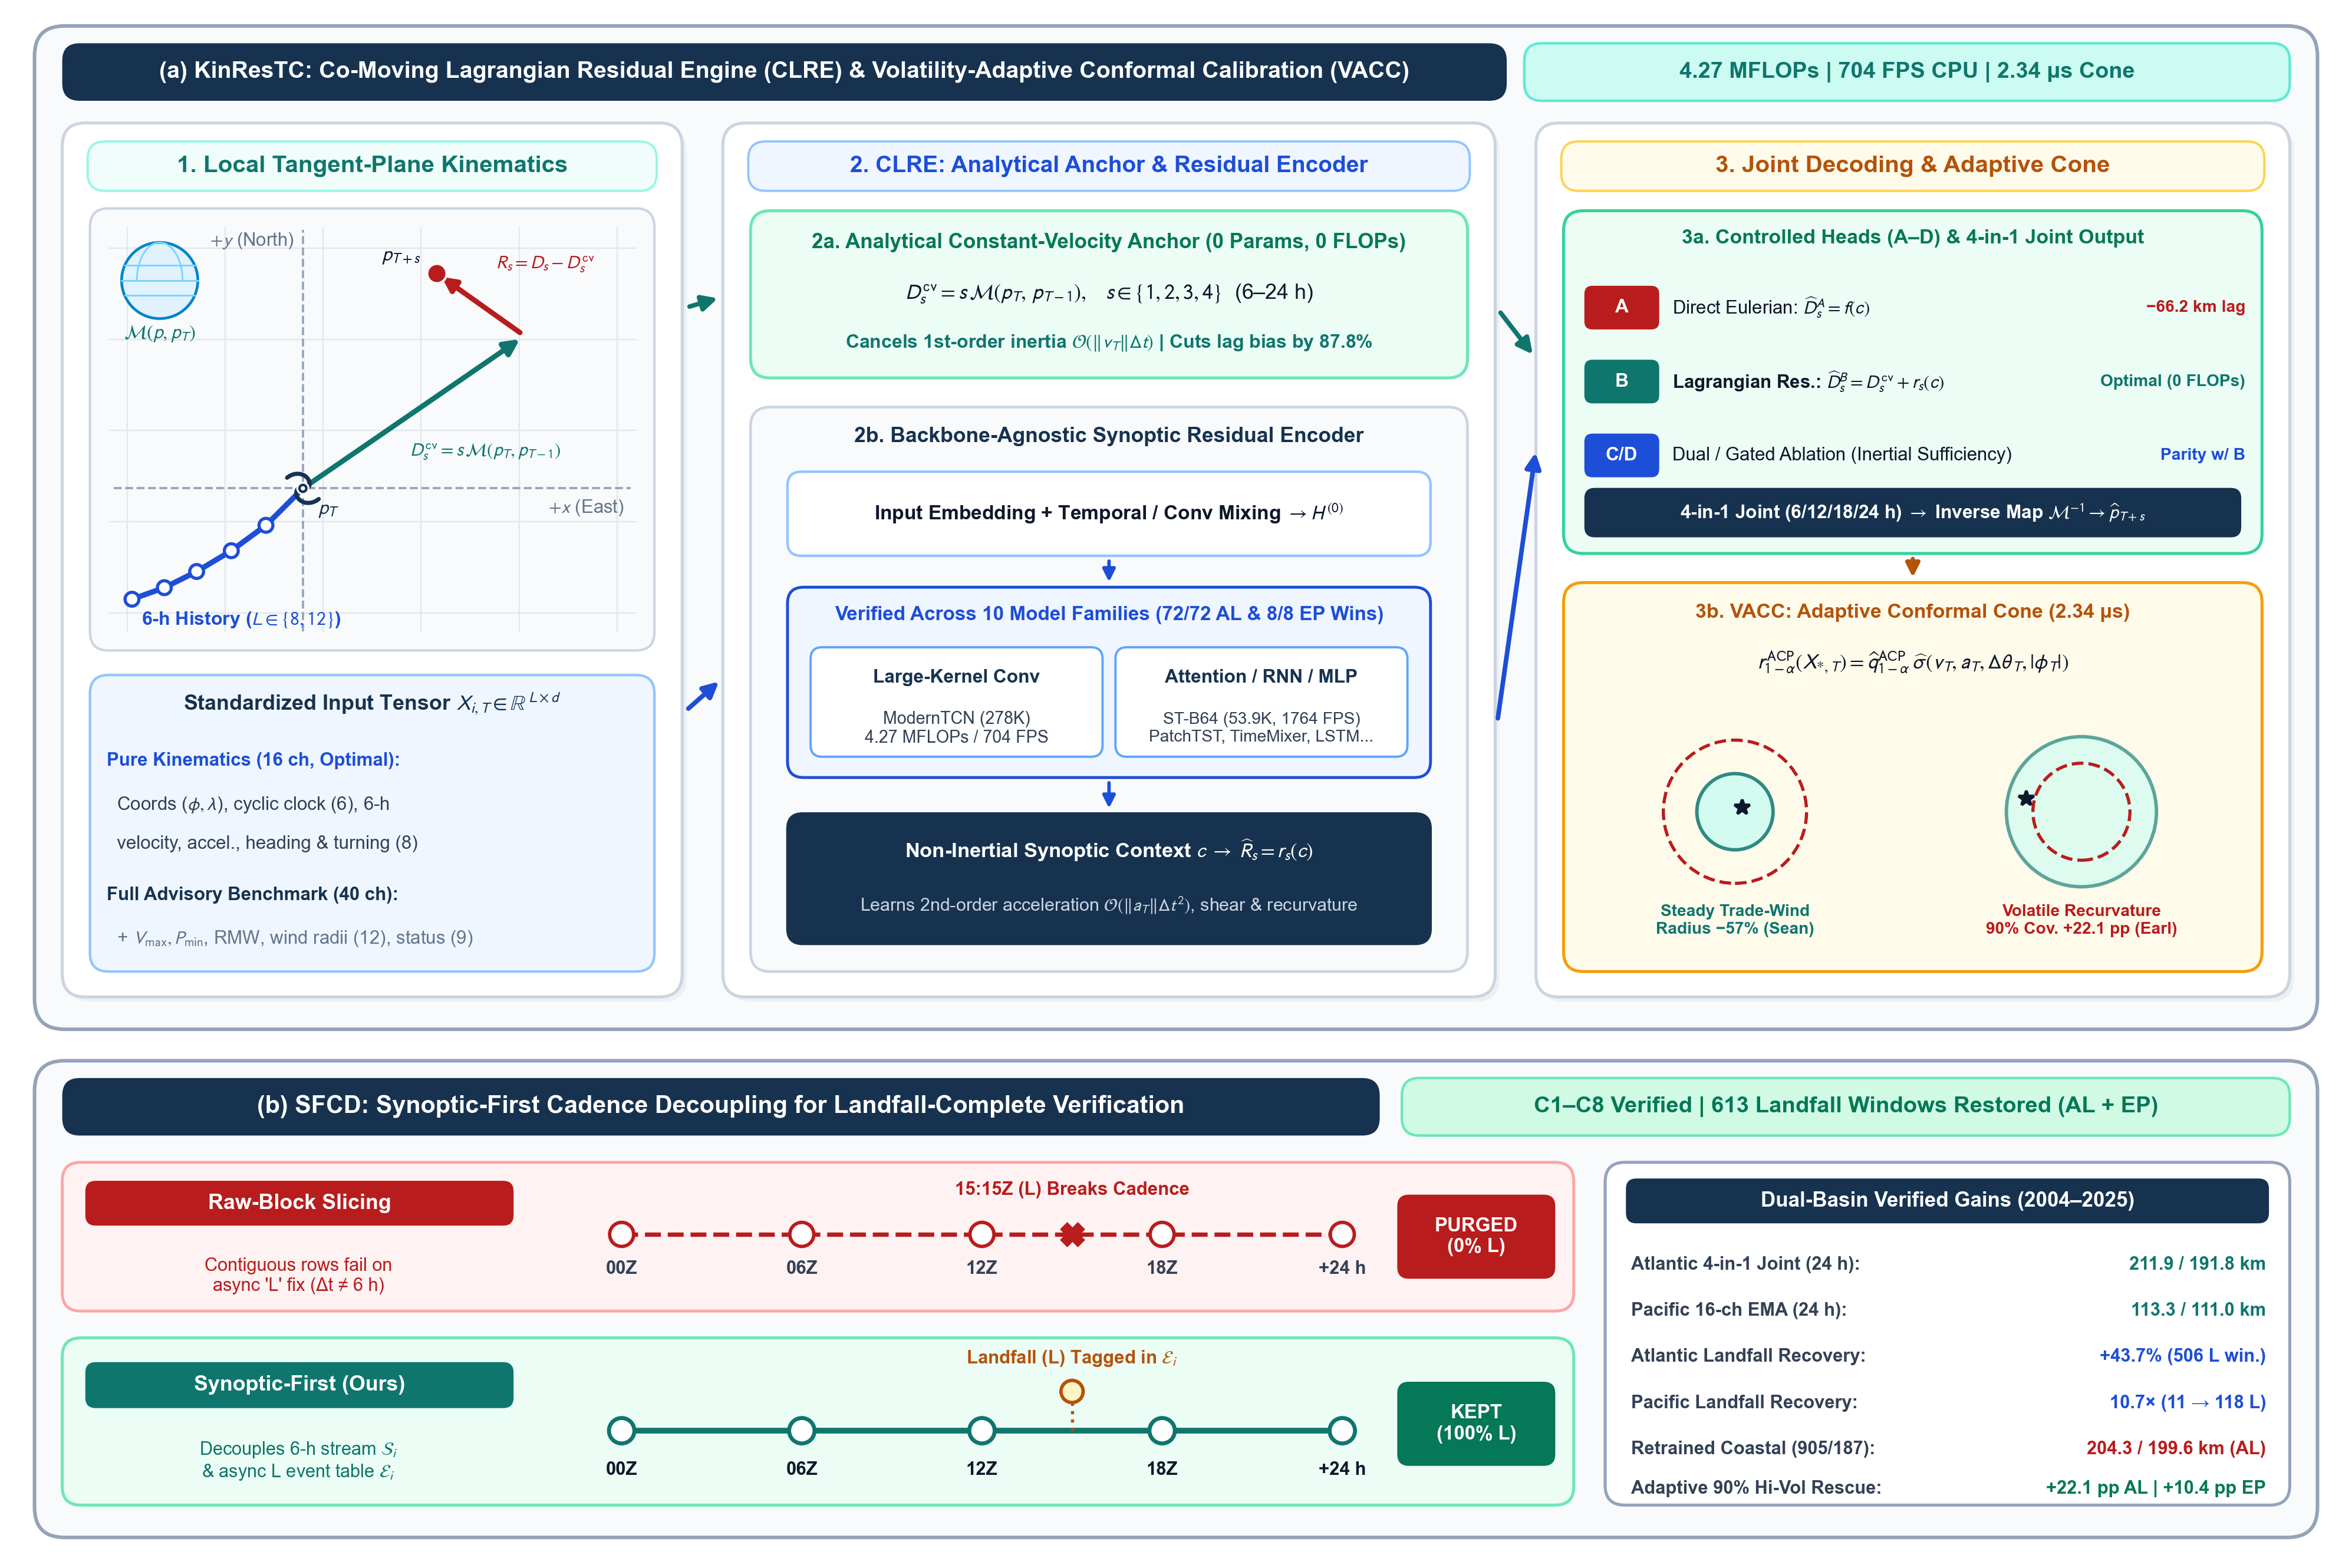 (a) KinResTC: Co-Moving Lagrangian Residual Engine (CLRE) & Volatility-Adaptive Conformal Calibration (VACC)
4.27 MFLOPs | 704 FPS CPU | 2.34 μs Cone
1. Local Tangent-Plane Kinematics
+y (North)
p_{T+s}
R_s = D_s − D_s^{cv}
ℳ(p, p_T)
D_s^{cv} = s ℳ(p_T, p_{T−1})
+x (East)
p_T
6-h History (L ∈ {8, 12})
Standardized Input Tensor X_{i,T} ∈ ℝ^{L×d}
Pure Kinematics (16 ch, Optimal):
Coords (ϕ, λ), cyclic clock (6), 6-h
velocity, accel., heading & turning (8)
Full Advisory Benchmark (40 ch):
+ V_{max}, P_{min}, RMW, wind radii (12), status (9)
2. CLRE: Analytical Anchor & Residual Encoder
2a. Analytical Constant-Velocity Anchor (0 Params, 0 FLOPs)
D_s^{cv} = s ℳ(p_T, p_{T−1}), s ∈ {1, 2, 3, 4} (6–24 h)
Cancels 1st-order inertia 𝒪(‖v_T‖Δt) | Cuts lag bias by 87.8%
2b. Backbone-Agnostic Synoptic Residual Encoder
Input Embedding + Temporal / Conv Mixing → H^{(0)}
Verified Across 10 Model Families (72/72 AL & 8/8 EP Wins)
Large-Kernel Conv
ModernTCN (278K)
4.27 MFLOPs / 704 FPS
Attention / RNN / MLP
ST-B64 (53.9K, 1764 FPS)
PatchTST, TimeMixer, LSTM...
Non-Inertial Synoptic Context c → R̂_s = r_s(c)
Learns 2nd-order acceleration 𝒪(‖a_T‖Δt²), shear & recurvature
3. Joint Decoding & Adaptive Cone
3a. Controlled Heads (A–D) & 4-in-1 Joint Output
A
Direct Eulerian: D̂_s^A = f(c)
−66.2 km lag
B
Lagrangian Res.: D̂_s^B = D_s^{cv} + r_s(c)
Optimal (0 FLOPs)
C/D
Dual / Gated Ablation (Inertial Sufficiency)
Parity w/ B
4-in-1 Joint (6/12/18/24 h) → Inverse Map ℳ^{−1} → p̂_{T+s}
3b. VACC: Adaptive Conformal Cone (2.34 μs)
r_{1−α}^{ACP}(X_{*,T}) = q̂_{1−α}^{ACP} σ̂(v_T, a_T, Δθ_T, |ϕ_T|)
Steady Trade-Wind
Radius −57% (Sean)
Volatile Recurvature
90% Cov. +22.1 pp (Earl)
(b) SFCD: Synoptic-First Cadence Decoupling for Landfall-Complete Verification
C1–C8 Verified | 613 Landfall Windows Restored (AL + EP)
Raw-Block Slicing
Contiguous rows fail on
async 'L' fix (Δt ≠ 6 h)
15:15Z (L) Breaks Cadence
00Z 06Z 12Z 18Z +24 h
PURGED
(0% L)
Synoptic-First (Ours)
Decouples 6-h stream 𝒮_i
& async L event table ℰ_i
Landfall (L) Tagged in ℰ_i
00Z 06Z 12Z 18Z +24 h
KEPT
(100% L)
Dual-Basin Verified Gains (2004–2025)
Atlantic 4-in-1 Joint (24 h): 211.9 / 191.8 km
Pacific 16-ch EMA (24 h): 113.3 / 111.0 km
Atlantic Landfall Recovery: +43.7% (506 L win.)
Pacific Landfall Recovery: 10.7× (11 → 118 L)
Retrained Coastal (905/187): 204.3 / 199.6 km (AL)
Adaptive 90% Hi-Vol Rescue: +22.1 pp AL | +10.4 pp EP